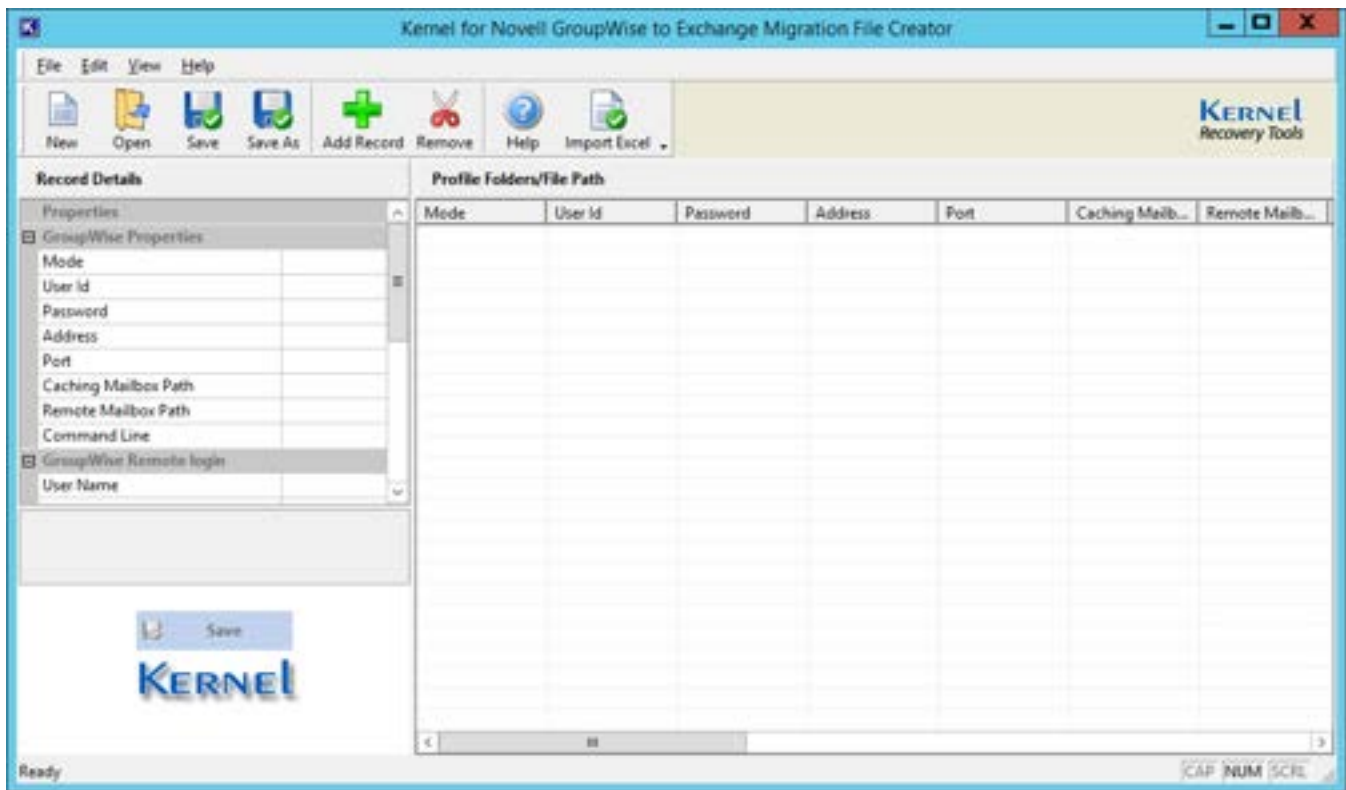 Kernel for Novell GroupWise to Exchange Migration File Creator
File Edit View Help
New Open Save Save As Add Record Remove Help Import Excel
KERNEL
Recovery Tools
Record Details
Profile Folders/File Path
Properties
Mode User Id Password Address Port Caching Mailb... Remote Mailb...
GroupWise Properties
Mode
User Id
Password
Address
Port
Caching Mailbox Path
Remote Mailbox Path
Command Line
GroupWise Remote login
User Name
Save
KERNEL
Ready
CAP NUM SCRL